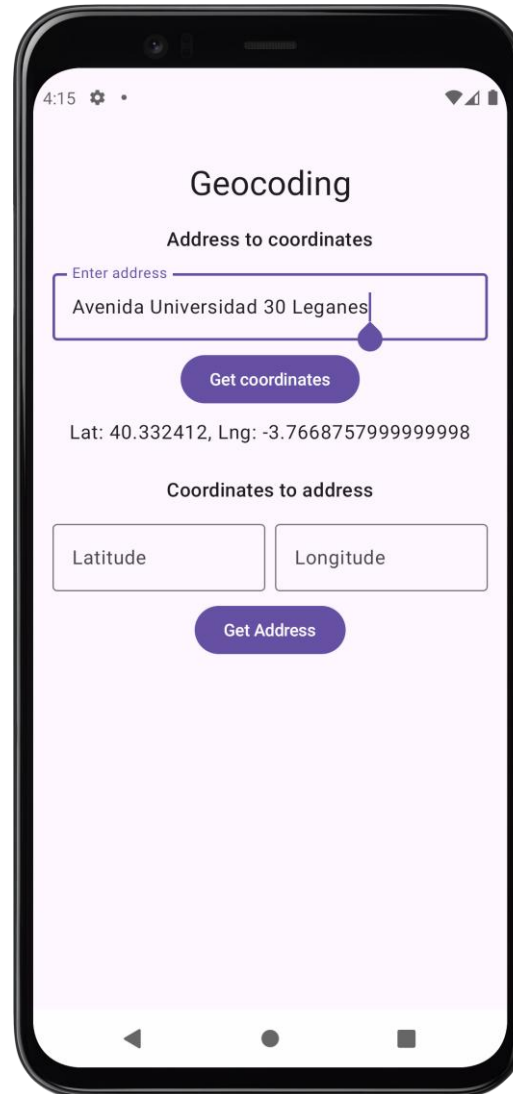 4:15
Geocoding
Address to coordinates
Enter address
Avenida Universidad 30 Leganes
Get coordinates
Lat: 40.332412, Lng: -3.7668757999999998
Coordinates to address
Latitude Longitude
Get Address